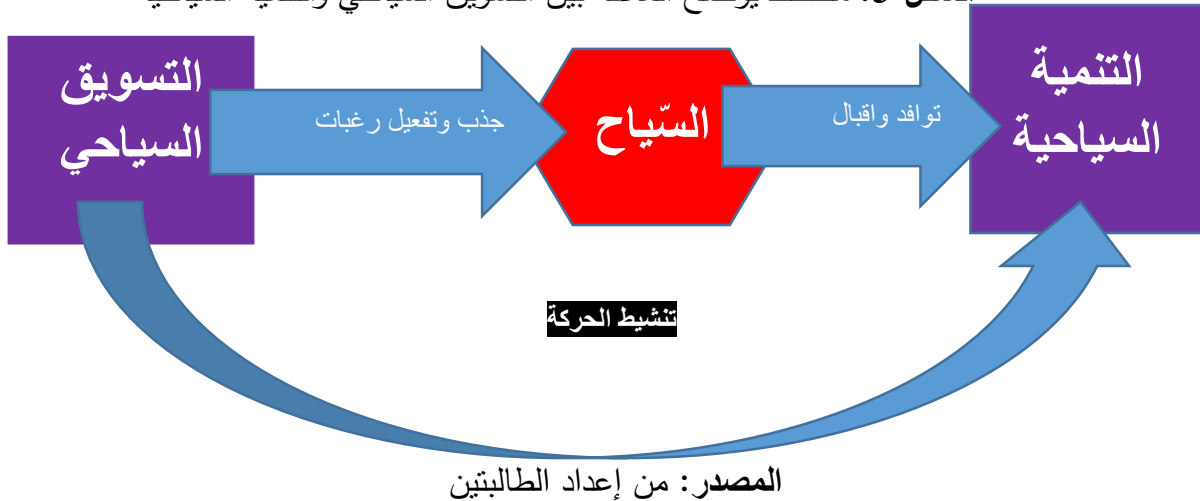 التسويق
السياحي
جذب وتفعيل رغبات
السّياح
توافد واقبال
التنمية
السياحية
تنشيط الحركة
المصدر: من إعداد الطالبتين